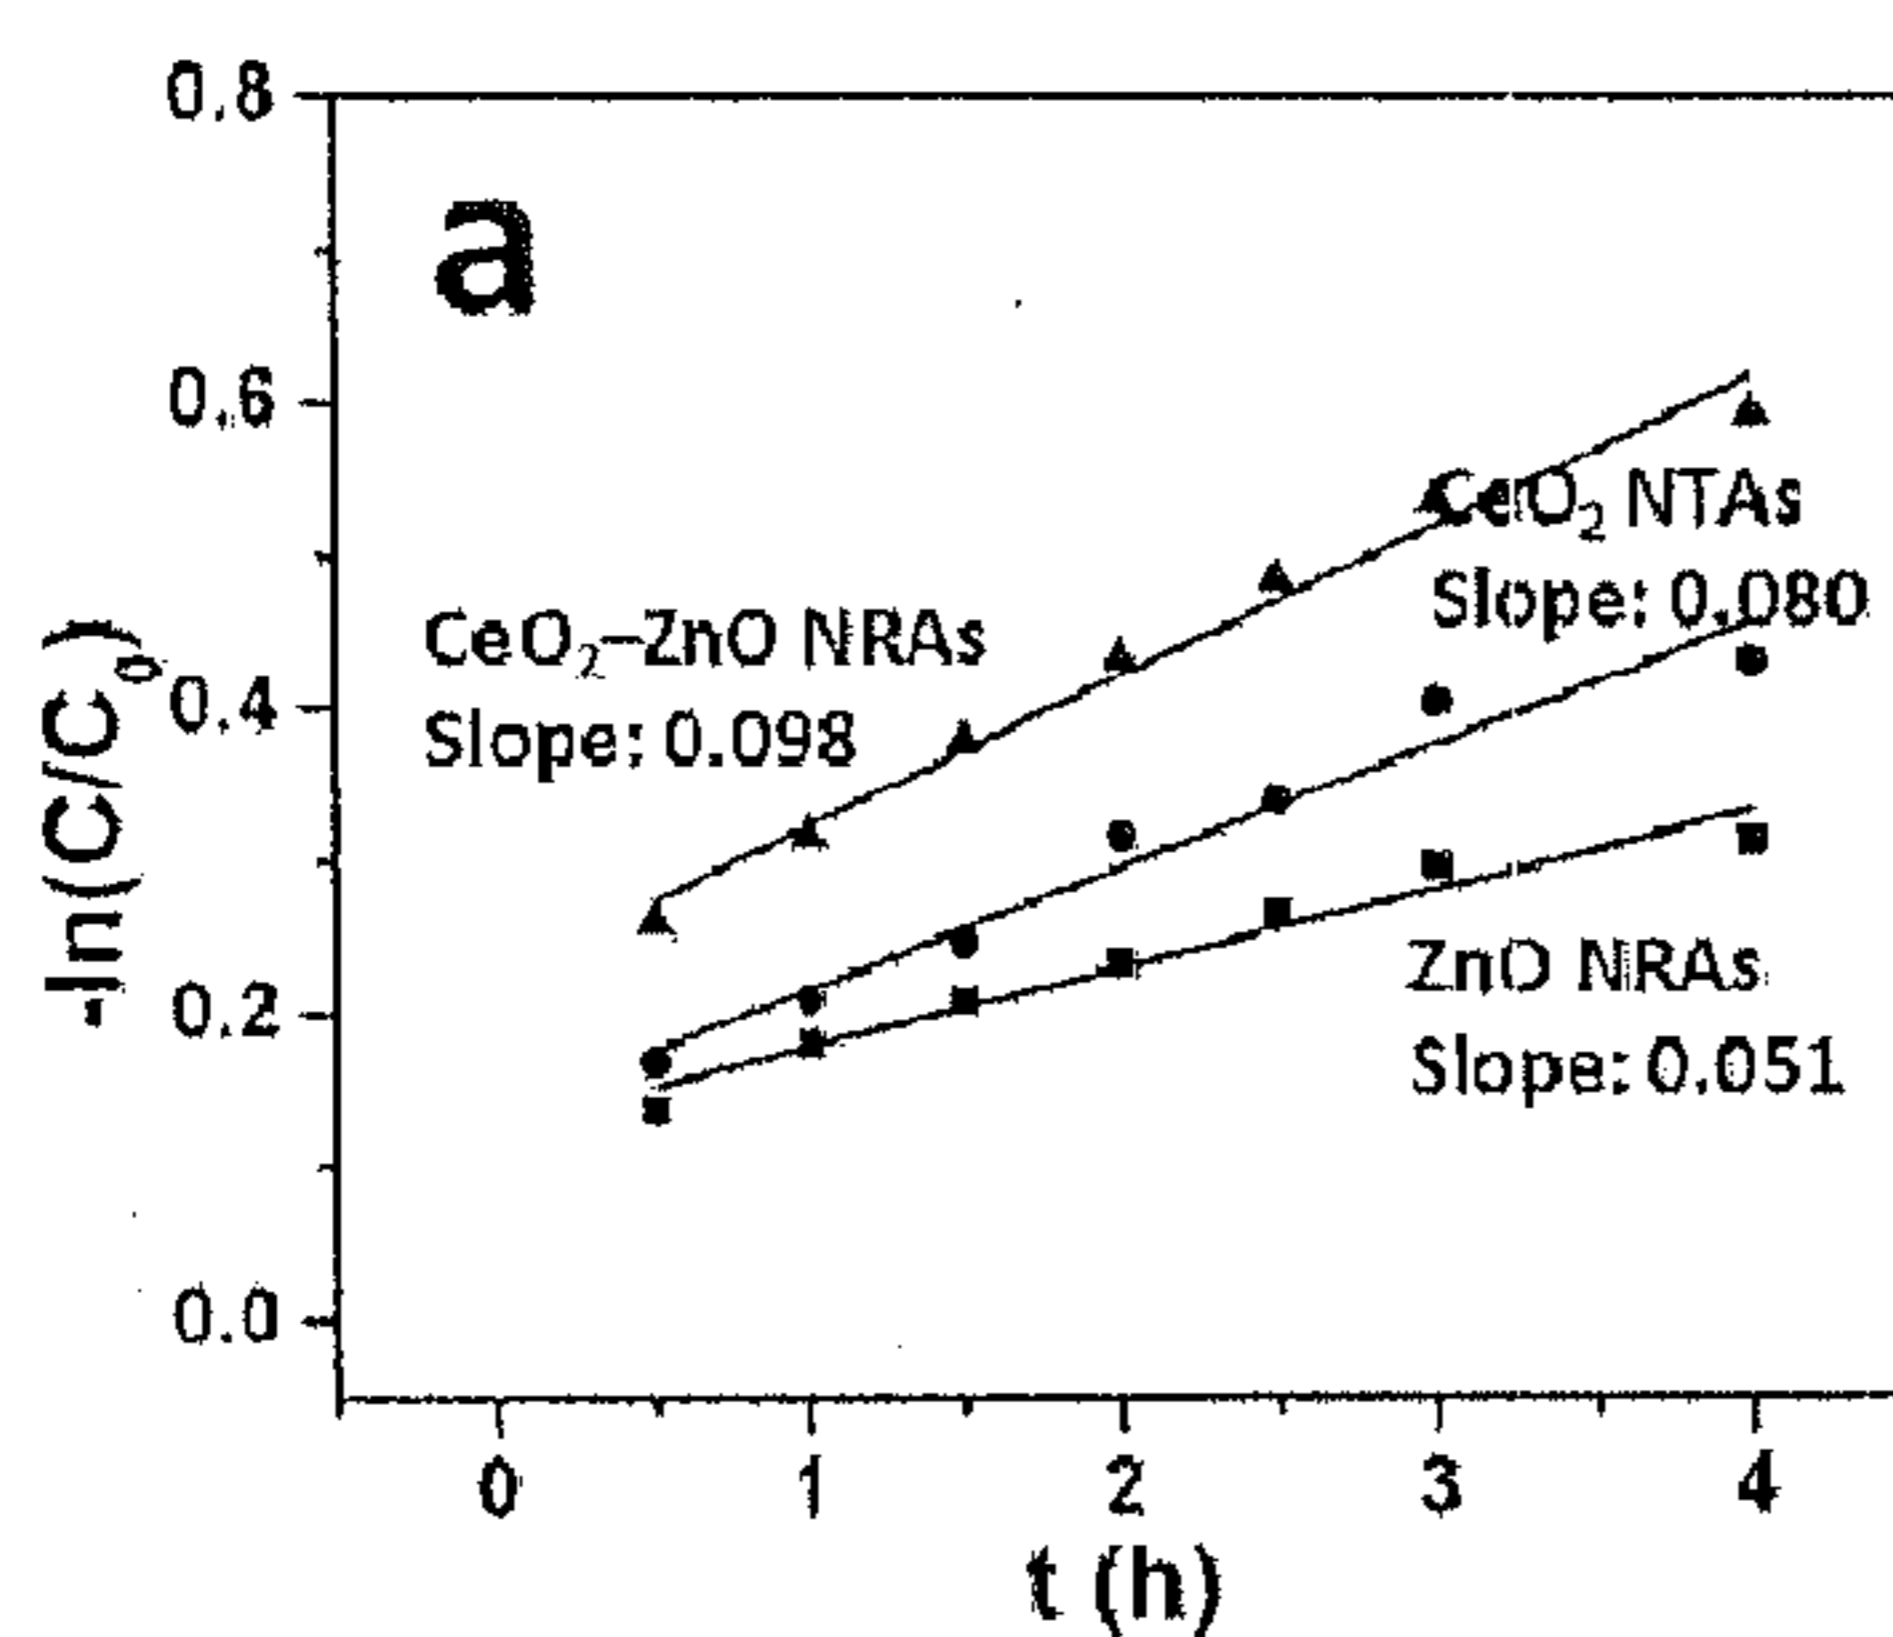 0.8
a
0.6
CeO₂ NTAs
Slope: 0.080
CeO₂–ZnO NRAs
Slope: 0.098
-ln(C/C₀)
0.4
ZnO NRAs
Slope: 0.051
0.2
0.0
0 1 2 3 4
t (h)